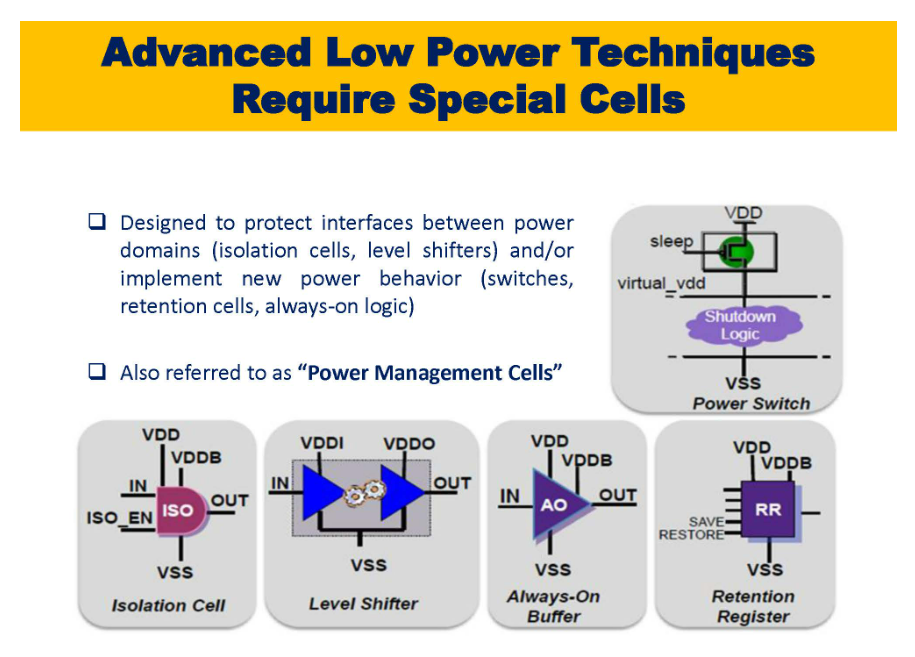 Advanced Low Power Techniques
Require Special Cells
❑ Designed to protect interfaces between power
domains (isolation cells, level shifters) and/or
implement new power behavior (switches,
retention cells, always-on logic)
❑ Also referred to as “Power Management Cells”
VDD
sleep
virtual_vdd
Shutdown
Logic
VSS
Power Switch
VDD
VDDB
IN
ISO_EN
ISO
OUT
VSS
Isolation Cell
VDDI
VDDO
IN
OUT
VSS
Level Shifter
VDD
VDDB
IN
AO
OUT
VSS
Always-On
Buffer
VDD
VDDB
RR
SAVE
RESTORE
VSS
Retention
Register